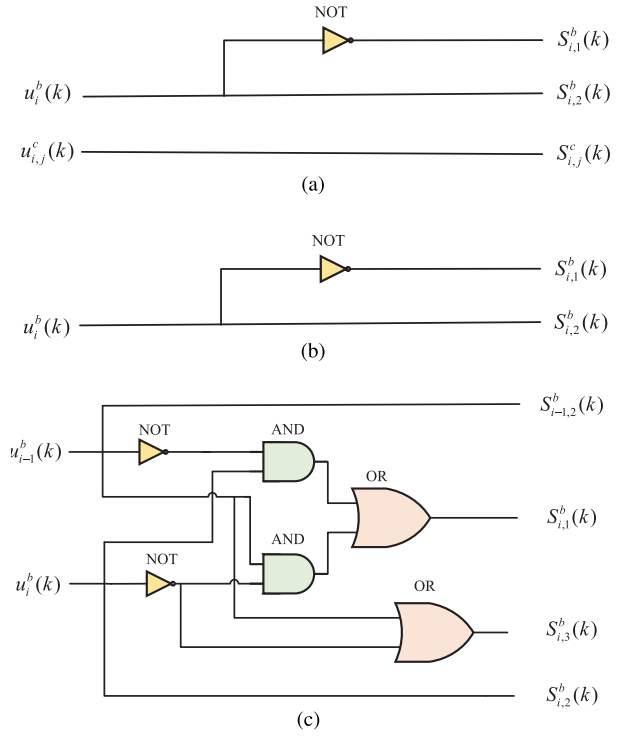 NOT
S^b_{i,1}(k)
u^b_i(k)
S^b_{i,2}(k)
u^c_{i,j}(k)
S^c_{i,j}(k)
(a)
NOT
S^b_{i,1}(k)
u^b_i(k)
S^b_{i,2}(k)
(b)
S^b_{i-1,2}(k)
NOT
AND
u^b_{i-1}(k)
OR
S^b_{i,1}(k)
AND
NOT
u^b_i(k)
OR
S^b_{i,3}(k)
S^b_{i,2}(k)
(c)